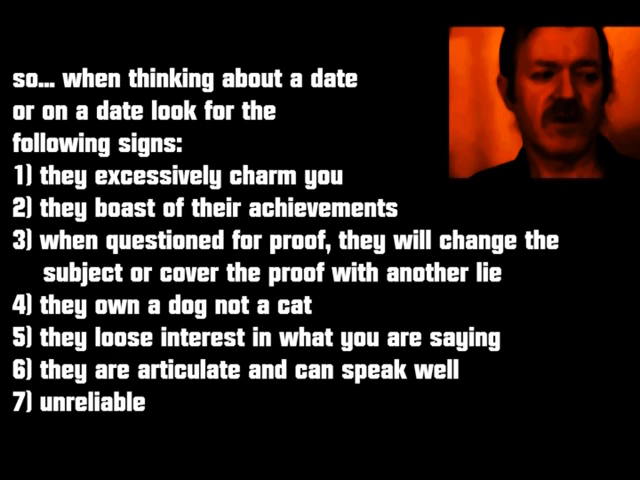 so... when thinking about a date
or on a date look for the
following signs:
1) they excessively charm you
2) they boast of their achievements
3) when questioned for proof, they will change the
subject or cover the proof with another lie
4) they own a dog not a cat
5) they loose interest in what you are saying
6) they are articulate and can speak well
7) unreliable